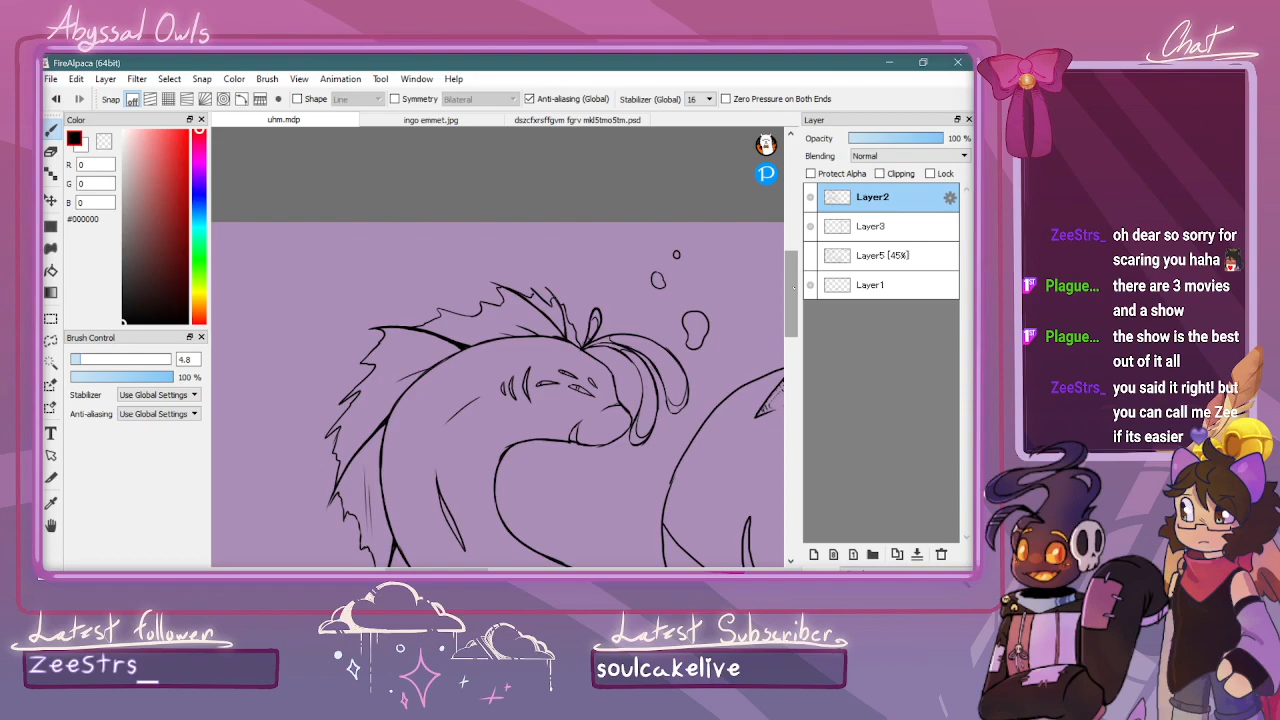 Abyssal Owls
Chat
FireAlpaca (64bit)
File Edit Layer Filter Select Snap Color Brush View Animation Tool Window Help
Snap off Shape Line Symmetry Bilateral Anti-aliasing (Global) Stabilizer (Global) 16 Zero Pressure on Both Ends
Color
uhm.mdp
ingo emmet.jpg
dszcfxrsffgvm fgrv mkl5tmo5tm.psd
Layer
R 0
G 0
B 0
#000000
Opacity 100 %
Blending Normal
Protect Alpha Clipping Lock
Layer2
Layer3
Layer5 [45%]
Layer1
Brush Control
4.8
100 %
Stabilizer Use Global Settings
Anti-aliasing Use Global Settings
T
ZeeStrs_ oh dear so sorry for
scaring you haha
1ST Plague... there are 3 movies
and a show
1ST Plague... the show is the best
out of it all
ZeeStrs_ you said it right! but
you can call me Zee
if its easier
Latest follower
ZeeStrs_
Latest Subscriber
soulcakelive